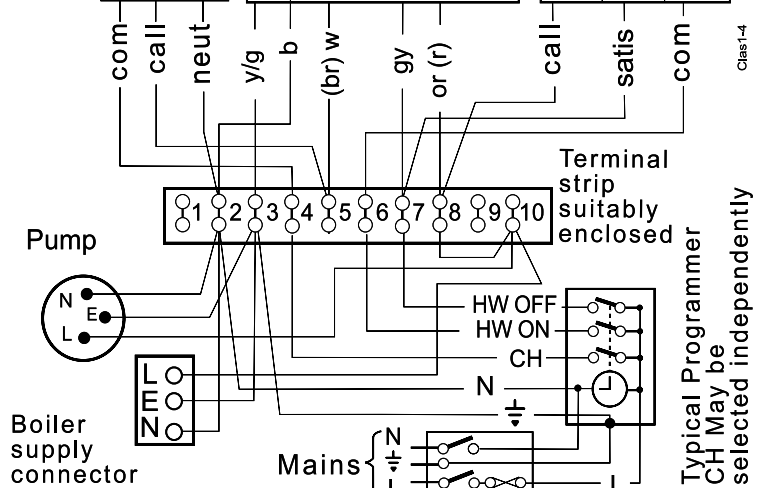 com
call
neut
y/g
b
(br) w
gy
or (r)
call
satis
com
Clas1-4
1 2 3 4 5 6 7 8 9 10
Terminal
strip
suitably
enclosed
Pump
N
E
L
L
E
N
Boiler
supply
connector
HW OFF
HW ON
CH
N
Mains
N
L
L
Typical Programmer
CH May be
selected independently